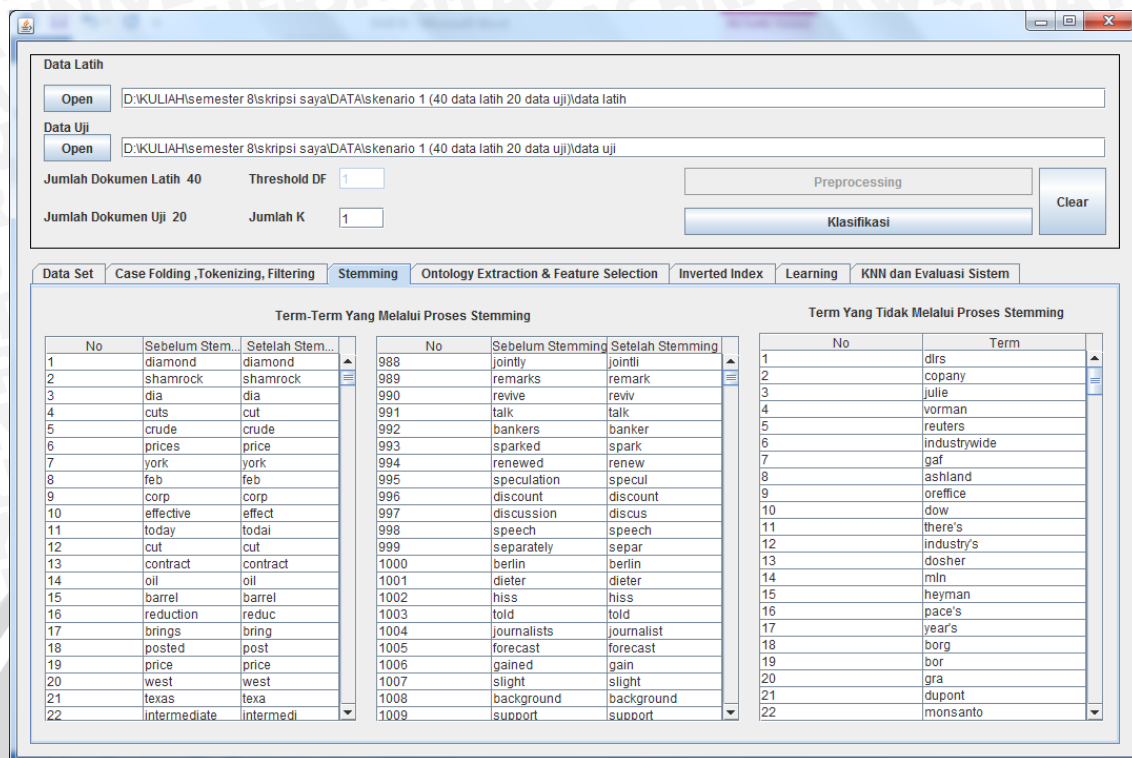 Data Latih
Open D:\KULIAH\semester 8\skripsi saya\DATA\skenario 1 (40 data latih 20 data uji)\data latih
Data Uji
Open D:\KULIAH\semester 8\skripsi saya\DATA\skenario 1 (40 data latih 20 data uji)\data uji
Jumlah Dokumen Latih 40 Threshold DF 1 Preprocessing
Clear
Jumlah Dokumen Uji 20 Jumlah K 1 Klasifikasi
Data Set Case Folding ,Tokenizing, Filtering Stemming Ontology Extraction & Feature Selection Inverted Index Learning KNN dan Evaluasi Sistem
Term-Term Yang Melalui Proses Stemming
No Sebelum Stem... Setelah Stem...
1 diamond diamond
2 shamrock shamrock
3 dia dia
4 cuts cut
5 crude crude
6 prices price
7 york york
8 feb feb
9 corp corp
10 effective effect
11 today todai
12 cut cut
13 contract contract
14 oil oil
15 barrel barrel
16 reduction reduc
17 brings bring
18 posted post
19 price price
20 west west
21 texas texa
22 intermediate intermedi
No Sebelum Stemming Setelah Stemming
988 jointly jointli
989 remarks remark
990 revive reviv
991 talk talk
992 bankers banker
993 sparked spark
994 renewed renew
995 speculation specul
996 discount discount
997 discussion discus
998 speech speech
999 separately separ
1000 berlin berlin
1001 dieter dieter
1002 hiss hiss
1003 told told
1004 journalists journalist
1005 forecast forecast
1006 gained gain
1007 slight slight
1008 background background
1009 support support
Term Yang Tidak Melalui Proses Stemming
No Term
1 dlrs
2 copany
3 julie
4 vorman
5 reuters
6 industrywide
7 gaf
8 ashland
9 oreffice
10 dow
11 there's
12 industry's
13 dosher
14 mln
15 heyman
16 pace's
17 year's
18 borg
19 bor
20 gra
21 dupont
22 monsanto